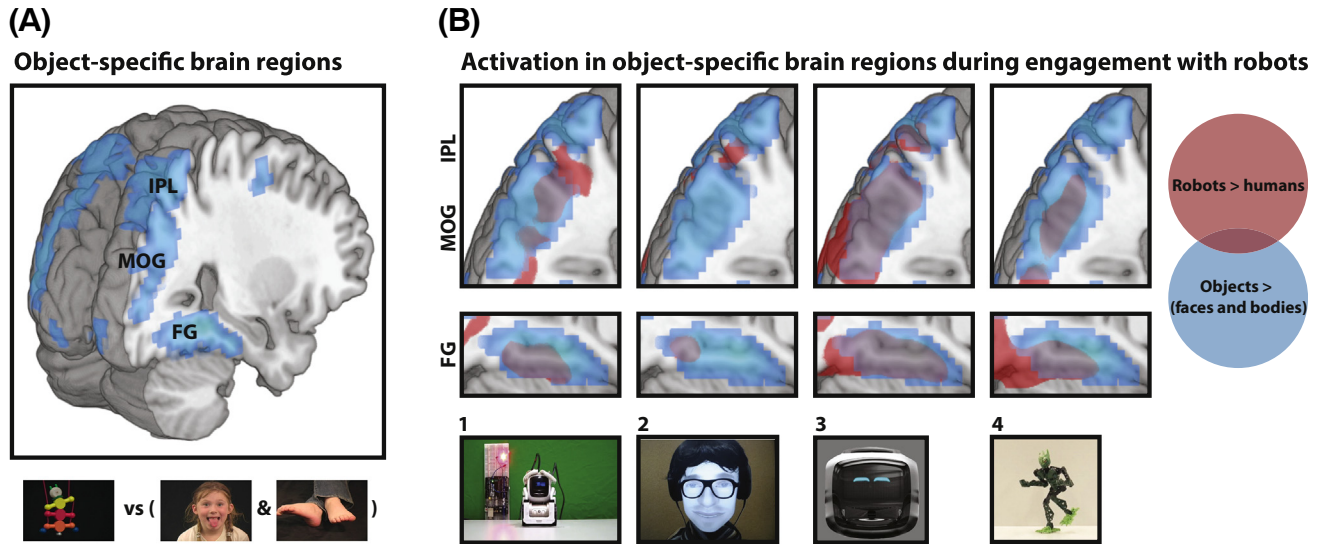 (A)
Object-specific brain regions
IPL
MOG
FG
vs (
&
)
(B)
Activation in object-specific brain regions during engagement with robots
IPL
MOG
FG
1
2
3
4
Robots > humans
Objects >
(faces and bodies)